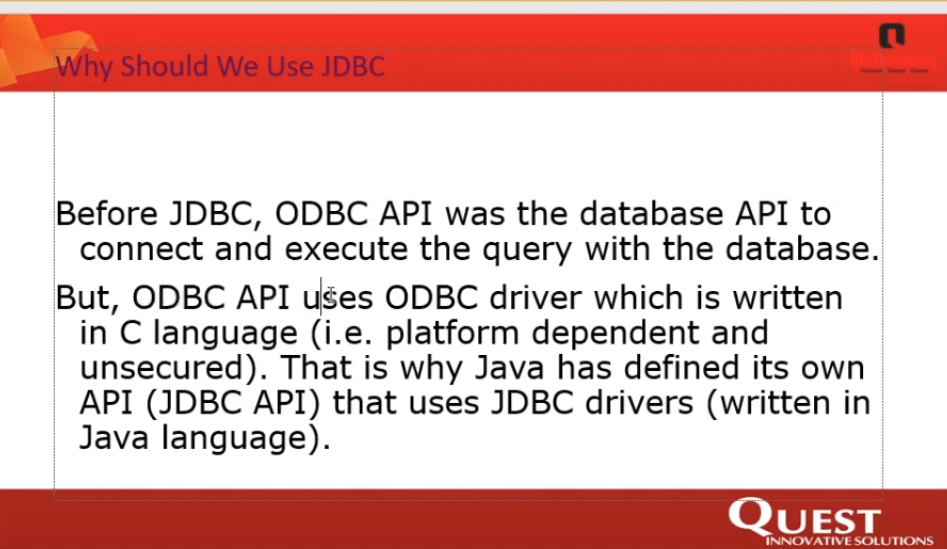 Why Should We Use JDBC
Before JDBC, ODBC API was the database API to
connect and execute the query with the database.
But, ODBC API uses ODBC driver which is written
in C language (i.e. platform dependent and
unsecured). That is why Java has defined its own
API (JDBC API) that uses JDBC drivers (written in
Java language).
QUEST
INNOVATIVE SOLUTIONS